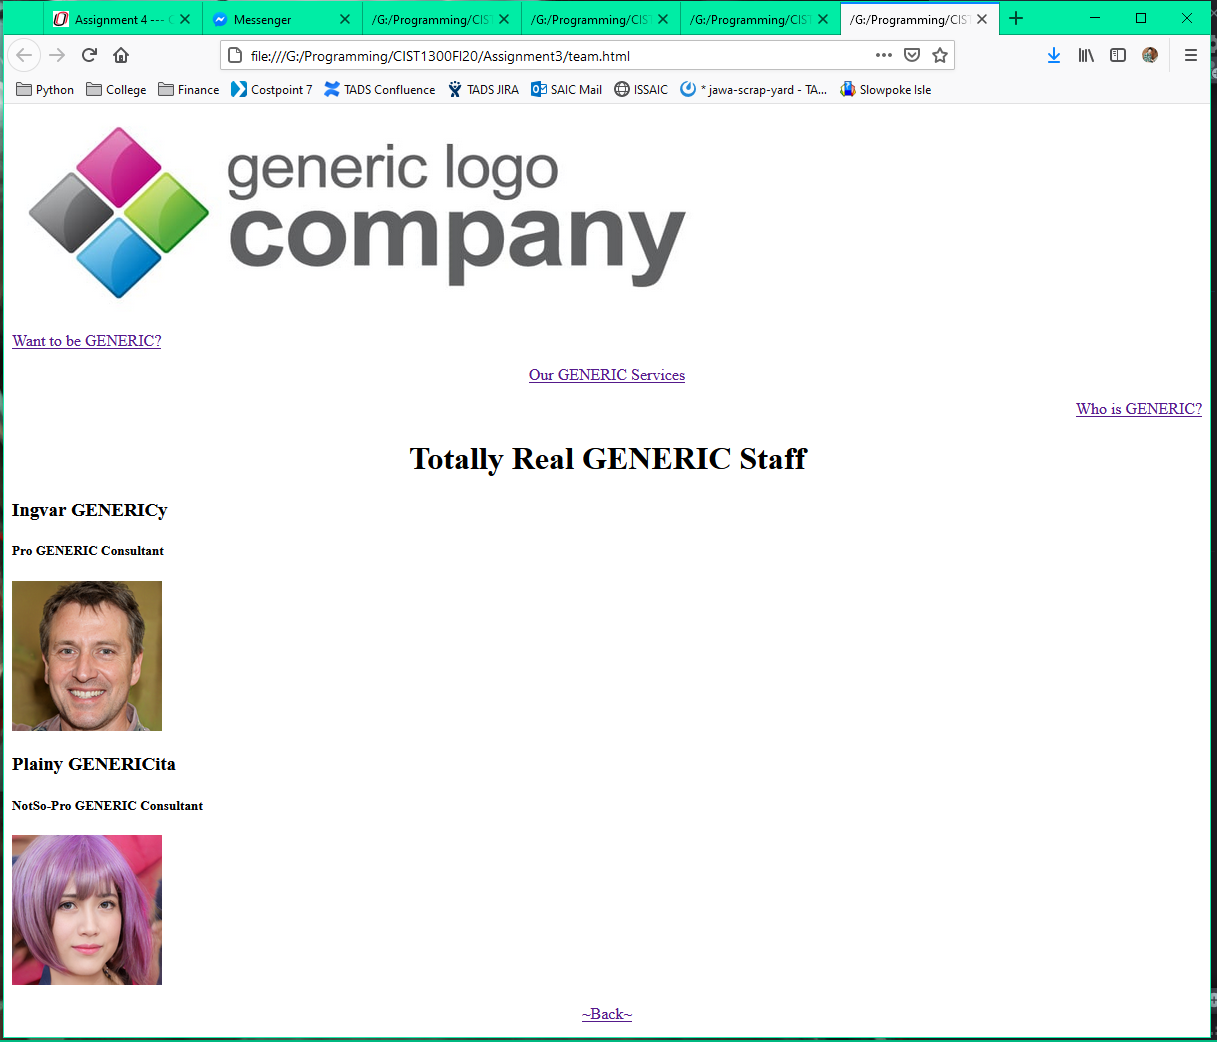 Assignment 4 ---
Messenger
/G:/Programming/CIST
/G:/Programming/CIST
/G:/Programming/CIST
/G:/Programming/CIST
file:///G:/Programming/CIST1300Fl20/Assignment3/team.html
Python College Finance Costpoint 7 TADS Confluence TADS JIRA SAIC Mail ISSAIC * jawa-scrap-yard - TA... Slowpoke Isle
generic logo
company
Want to be GENERIC?
Our GENERIC Services
Who is GENERIC?
Totally Real GENERIC Staff
Ingvar GENERICy
Pro GENERIC Consultant
Plainy GENERICita
NotSo-Pro GENERIC Consultant
~Back~